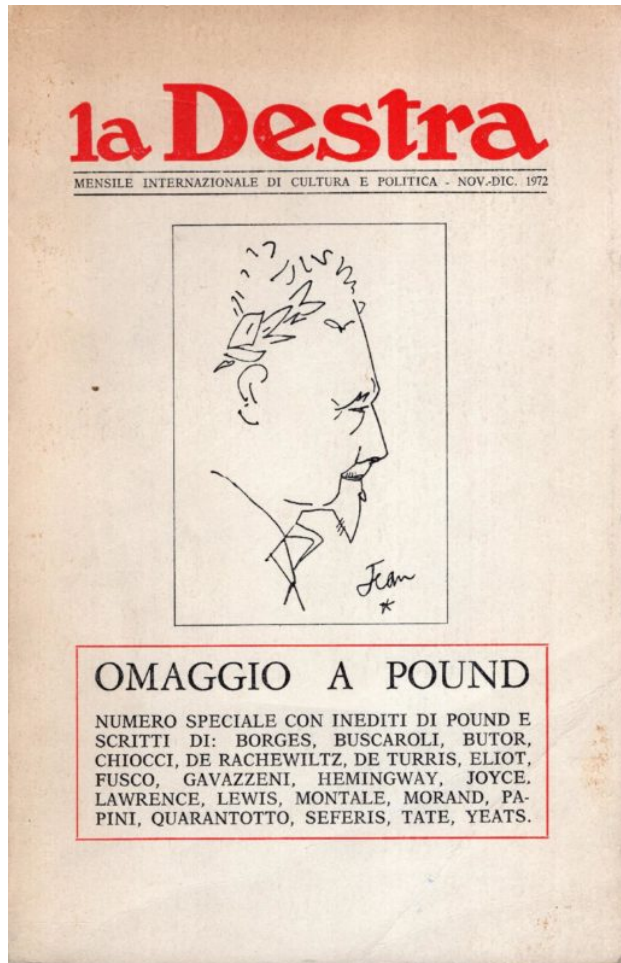 la Destra
MENSILE INTERNAZIONALE DI CULTURA E POLITICA - NOV.-DIC. 1972
Jean
*
OMAGGIO A POUND
NUMERO SPECIALE CON INEDITI DI POUND E
SCRITTI DI: BORGES, BUSCAROLI, BUTOR,
CHIOCCI, DE RACHEWILTZ, DE TURRIS, ELIOT,
FUSCO, GAVAZZENI, HEMINGWAY, JOYCE.
LAWRENCE, LEWIS, MONTALE, MORAND, PA-
PINI, QUARANTOTTO, SEFERIS, TATE, YEATS.